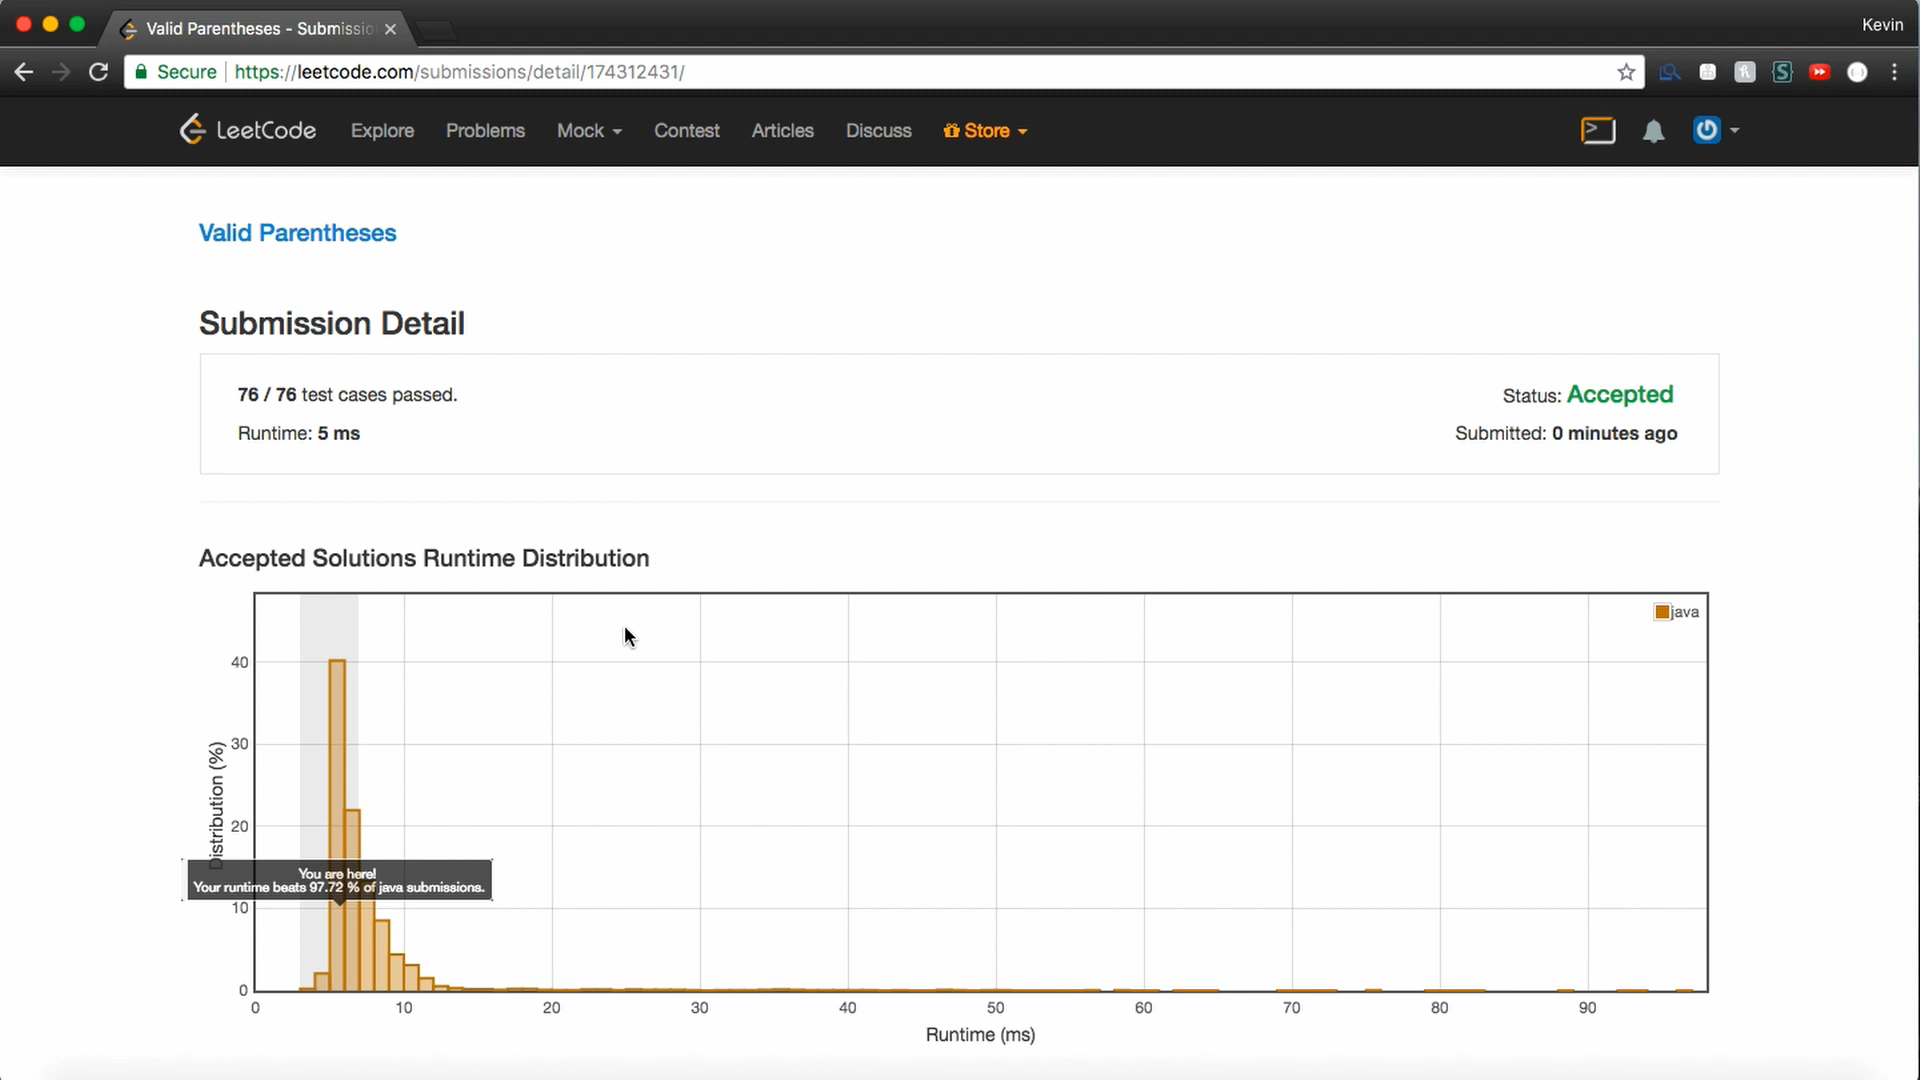 Valid Parentheses - Submissio
Kevin
Secure
https://leetcode.com/submissions/detail/174312431/
LeetCode
Explore
Problems
Mock
Contest
Articles
Discuss
Store
Valid Parentheses
Submission Detail
76 / 76 test cases passed.
Status: Accepted
Runtime: 5 ms
Submitted: 0 minutes ago
Accepted Solutions Runtime Distribution
java
40
30
20
10
0
Distribution (%)
You are here!
Your runtime beats 97.72 % of java submissions.
0
10
20
30
40
50
60
70
80
90
Runtime (ms)